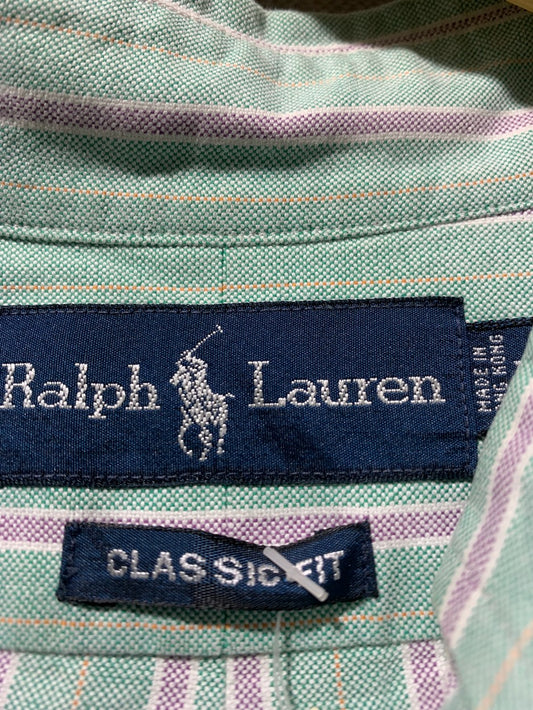 Ralph Lauren
MADE IN
HONG KONG
CLASSIC FIT